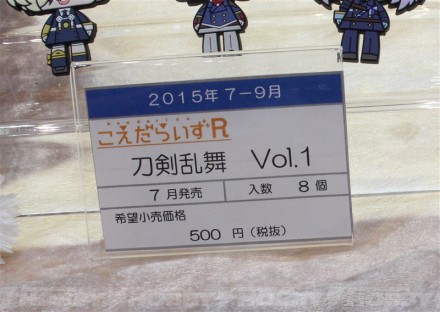 2015年 7－9月
こえだらいずR
刀剣乱舞 Vol.1
7月発売
入数 8個
希望小売価格
500 円（税抜）